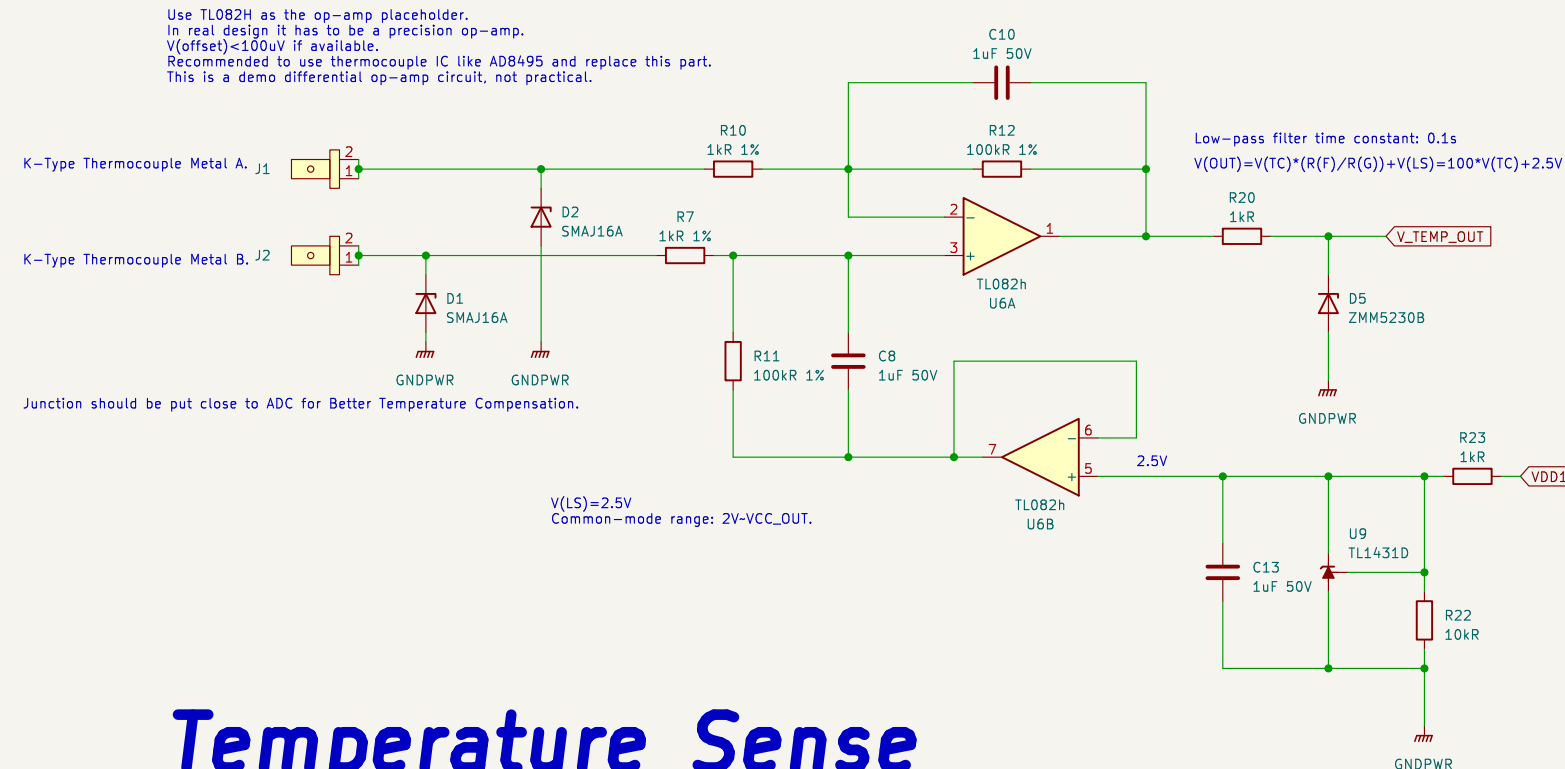 Use TL082H as the op-amp placeholder.
In real design it has to be a precision op-amp.
V(offset)<100uV if available.
Recommended to use thermocouple IC like AD8495 and replace this part.
This is a demo differential op-amp circuit, not practical.
C10
1uF 50V
R10
1kR 1%
R12
100kR 1%
Low-pass filter time constant: 0.1s
V(OUT)=V(TC)*(R(F)/R(G))+V(LS)=100*V(TC)+2.5V
K-Type Thermocouple Metal A.
J1
2
1
D2
SMAJ16A
R7
1kR 1%
2
3
1
TL082h
U6A
R20
1kR
V_TEMP_OUT
K-Type Thermocouple Metal B.
J2
2
1
D1
SMAJ16A
GNDPWR
GNDPWR
D5
ZMM5230B
GNDPWR
R11
100kR 1%
C8
1uF 50V
Junction should be put close to ADC for Better Temperature Compensation.
7
6
5
TL082h
U6B
2.5V
R23
1kR
VDD1
V(LS)=2.5V
Common-mode range: 2V~VCC_OUT.
U9
TL1431D
C13
1uF 50V
R22
10kR
GNDPWR
Temperature Sense